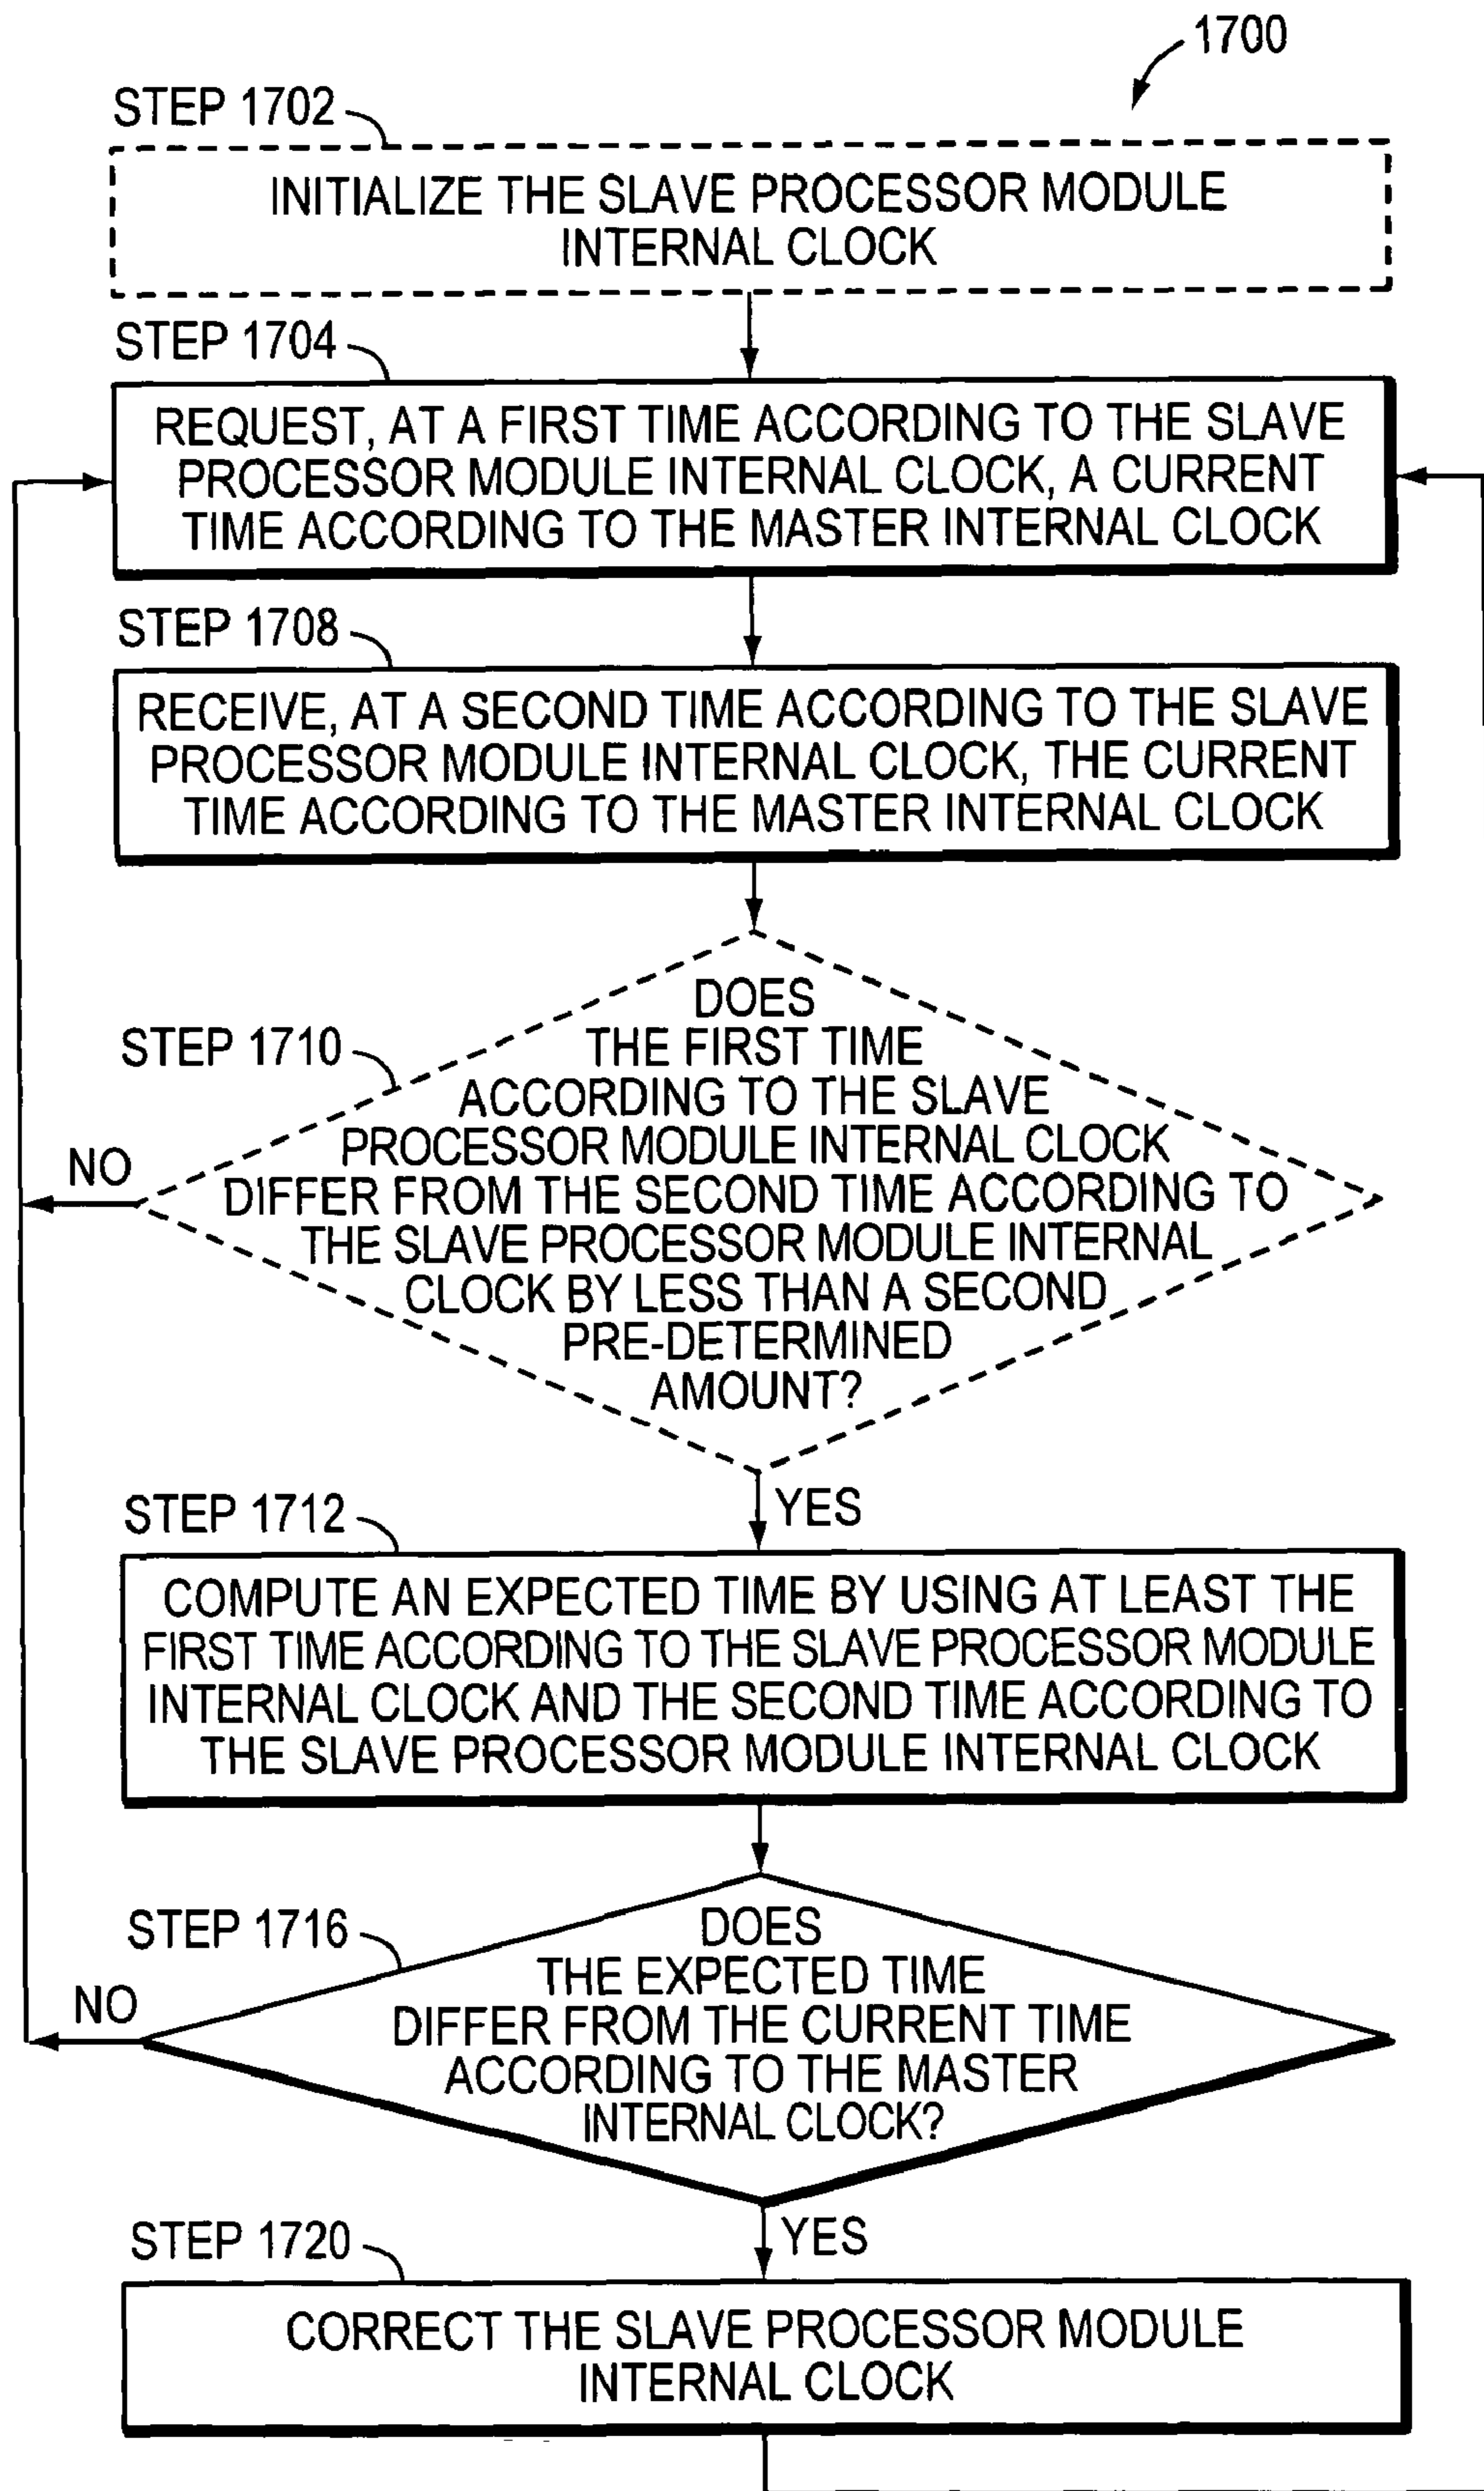 1700
STEP 1702
INITIALIZE THE SLAVE PROCESSOR MODULE
INTERNAL CLOCK
STEP 1704
REQUEST, AT A FIRST TIME ACCORDING TO THE SLAVE
PROCESSOR MODULE INTERNAL CLOCK, A CURRENT
TIME ACCORDING TO THE MASTER INTERNAL CLOCK
STEP 1708
RECEIVE, AT A SECOND TIME ACCORDING TO THE SLAVE
PROCESSOR MODULE INTERNAL CLOCK, THE CURRENT
TIME ACCORDING TO THE MASTER INTERNAL CLOCK
STEP 1710
DOES
THE FIRST TIME
ACCORDING TO THE SLAVE
PROCESSOR MODULE INTERNAL CLOCK
DIFFER FROM THE SECOND TIME ACCORDING TO
THE SLAVE PROCESSOR MODULE INTERNAL
CLOCK BY LESS THAN A SECOND
PRE-DETERMINED
AMOUNT?
NO
YES
STEP 1712
COMPUTE AN EXPECTED TIME BY USING AT LEAST THE
FIRST TIME ACCORDING TO THE SLAVE PROCESSOR MODULE
INTERNAL CLOCK AND THE SECOND TIME ACCORDING TO
THE SLAVE PROCESSOR MODULE INTERNAL CLOCK
STEP 1716
DOES
THE EXPECTED TIME
DIFFER FROM THE CURRENT TIME
ACCORDING TO THE MASTER
INTERNAL CLOCK?
NO
YES
STEP 1720
CORRECT THE SLAVE PROCESSOR MODULE
INTERNAL CLOCK